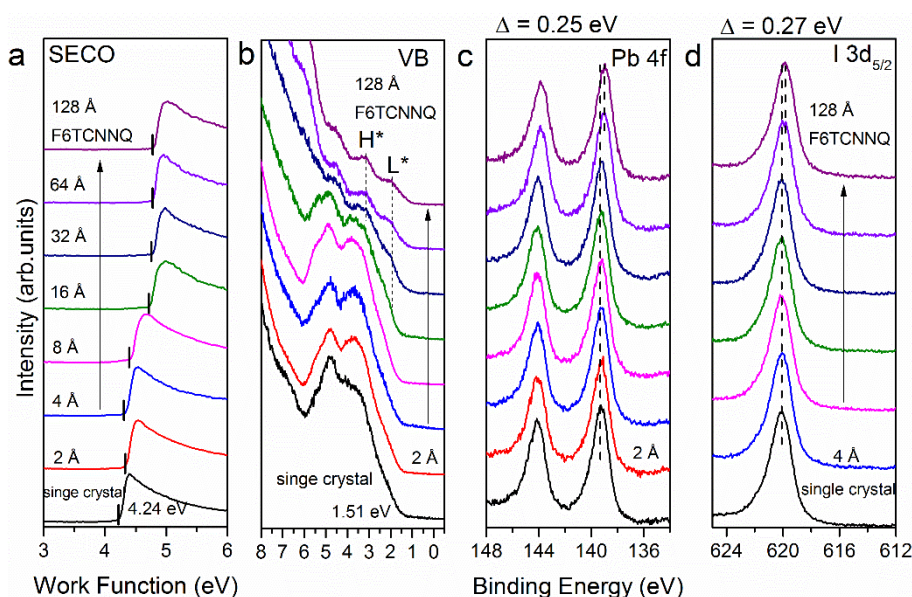 Δ = 0.25 eV
Δ = 0.27 eV
a
SECO
128 Å
F6TCNNQ
64 Å
32 Å
16 Å
8 Å
4 Å
2 Å
singe crystal
4.24 eV
3 4 5 6
Work Function (eV)
Intensity (arb.units)
b
VB
128 Å
F6TCNNQ
H*
L*
2 Å
singe crystal
1.51 eV
8 7 6 5 4 3 2 1 0
c
Pb 4f
2 Å
148 144 140 136
Binding Energy (eV)
d
I 3d5/2
128 Å
F6TCNNQ
4 Å
single crystal
624 620 616 612